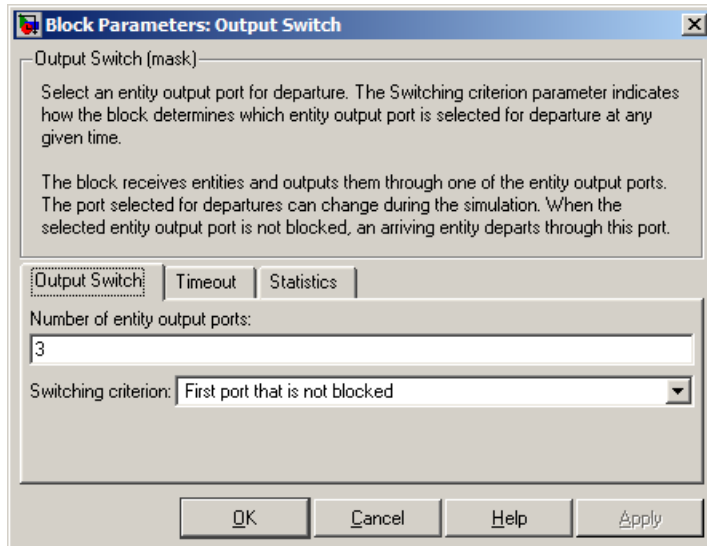 Block Parameters: Output Switch
Output Switch (mask)
Select an entity output port for departure. The Switching criterion parameter indicates
how the block determines which entity output port is selected for departure at any
given time.
The block receives entities and outputs them through one of the entity output ports.
The port selected for departures can change during the simulation. When the
selected entity output port is not blocked, an arriving entity departs through this port.
Output Switch Timeout Statistics
Number of entity output ports:
3
Switching criterion: First port that is not blocked
OK Cancel Help Apply